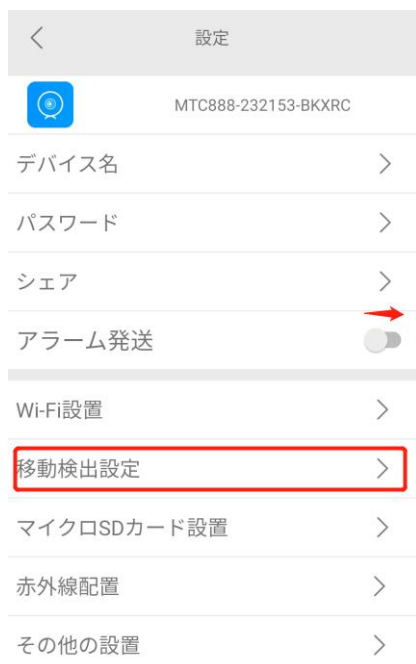 設定
MTC888-232153-BKXRC
デバイス名
パスワード
シェア
アラーム発送
Wi-Fi設置
移動検出設定
マイクロSDカード設置
赤外線配置
その他の設置